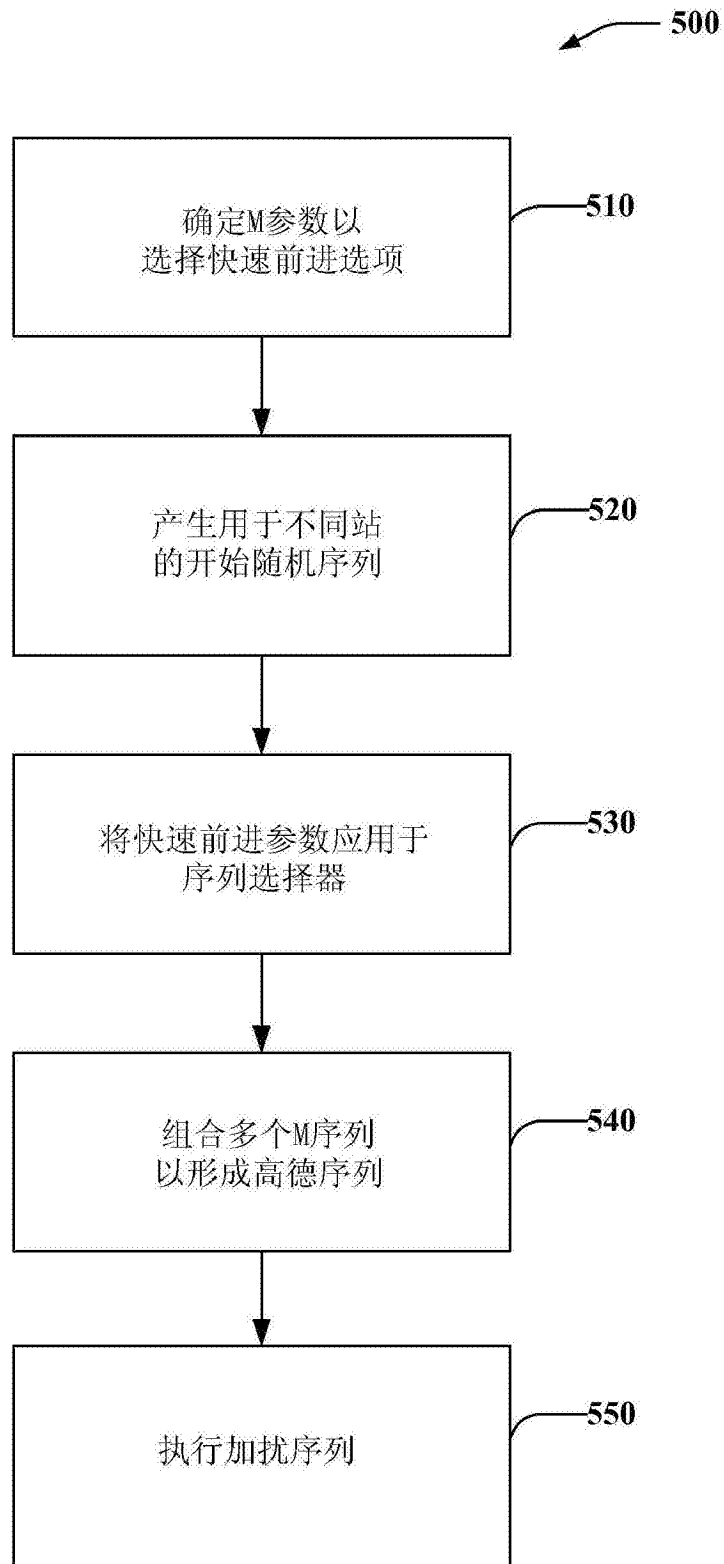 500
确定M参数以
选择快速前进选项
510
产生用于不同站
的开始随机序列
520
将快速前进参数应用于
序列选择器
530
组合多个M序列
以形成高德序列
540
执行加扰序列
550